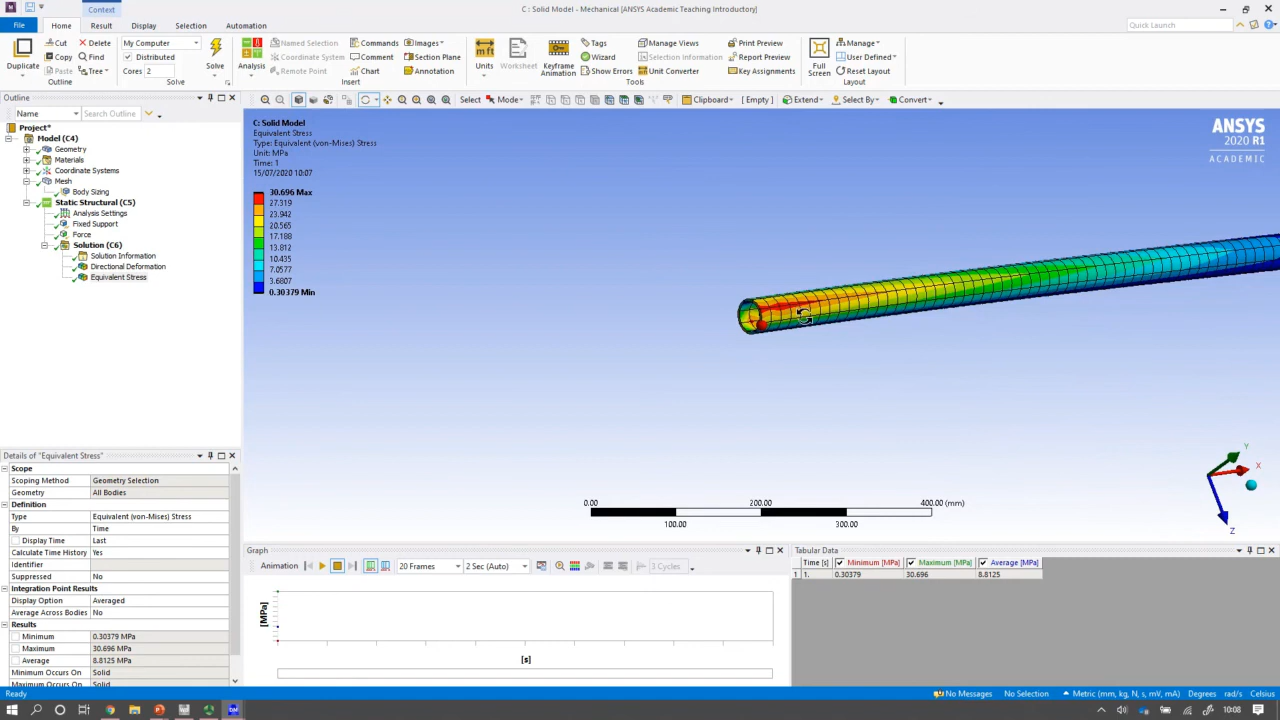 Context
C : Solid Model - Mechanical [ANSYS Academic Teaching Introductory]
File Home Result Display Selection Automation
Quick Launch
Duplicate
Cut Copy Paste
Delete Find Tree
Outline
My Computer
Distributed
Cores 2
Solve
Solve
Analysis
Named Selection
Coordinate System
Remote Point
Commands
Comment
Chart
Images
Section Plane
Annotation
Insert
Units
Worksheet
Keyframe
Animation
Tags
Wizard
Show Errors
Manage Views
Selection Information
Unit Converter
Print Preview
Report Preview
Key Assignments
Tools
Full
Screen
Manage
User Defined
Reset Layout
Layout
Outline
Select Mode Clipboard [ Empty ] Extend Select By Convert
Name Search Outline
Project*
Model (C4)
Geometry
Materials
Coordinate Systems
Mesh
Body Sizing
Static Structural (C5)
Analysis Settings
Fixed Support
Force
Solution (C6)
Solution Information
Directional Deformation
Equivalent Stress
C: Solid Model
Equivalent Stress
Type: Equivalent (von-Mises) Stress
Unit: MPa
Time: 1
15/07/2020 10:07
30.696 Max
27.319
23.942
20.565
17.188
13.812
10.435
7.0577
3.6807
0.30379 Min
ANSYS
2020 R1
ACADEMIC
0.00 200.00 400.00 (mm)
100.00 300.00
Y
X
Z
Details of "Equivalent Stress"
Scope
Scoping Method Geometry Selection
Geometry All Bodies
Definition
Type Equivalent (von-Mises) Stress
By Time
Display Time Last
Calculate Time History Yes
Identifier
Suppressed No
Integration Point Results
Display Option Averaged
Average Across Bodies No
Results
Minimum 0.30379 MPa
Maximum 30.696 MPa
Average 8.8125 MPa
Minimum Occurs On Solid
Maximum Occurs On Solid
Graph
Animation 20 Frames 2 Sec (Auto) 3 Cycles
[MPa]
[s]
Tabular Data
Time [s] Minimum [MPa] Maximum [MPa] Average [MPa]
1 1. 0.30379 30.696 8.8125
Ready No Messages No Selection Metric (mm, kg, N, s, mV, mA) Degrees rad/s Celsius
10:08